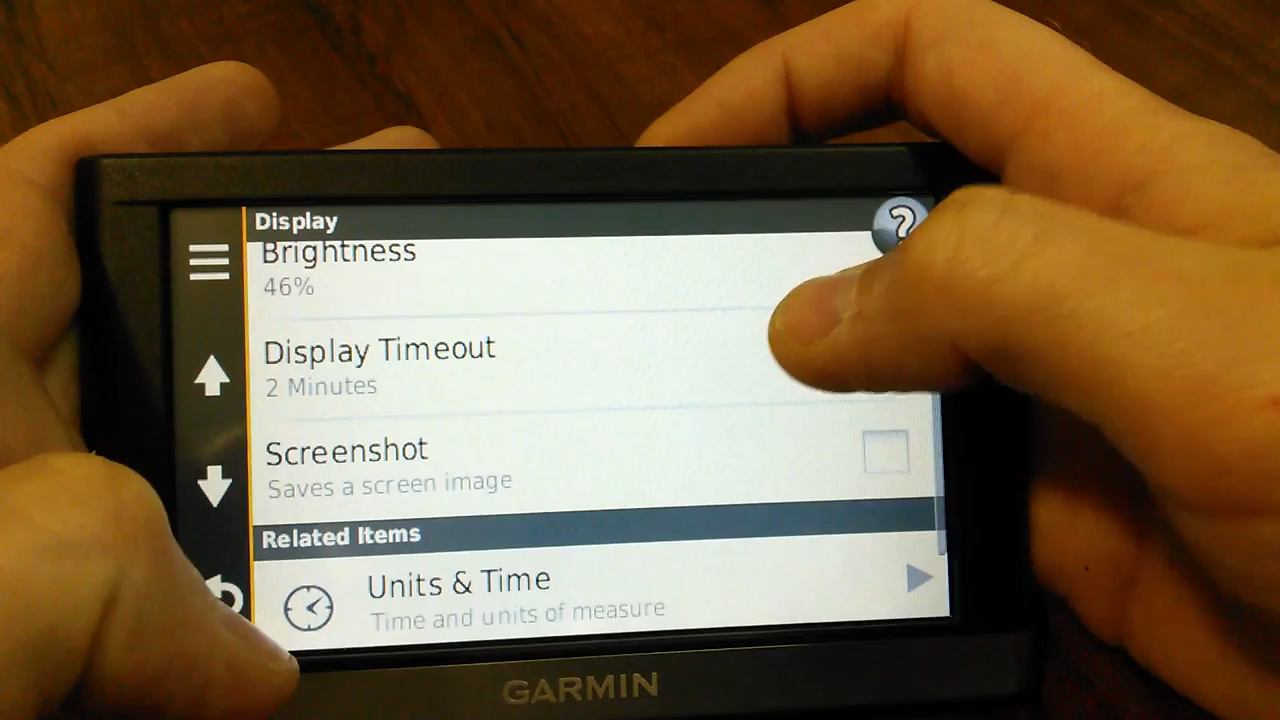 Display
?
Brightness
46%
Display Timeout
2 Minutes
Screenshot
Saves a screen image
Related Items
Units & Time
Time and units of measure
GARMIN